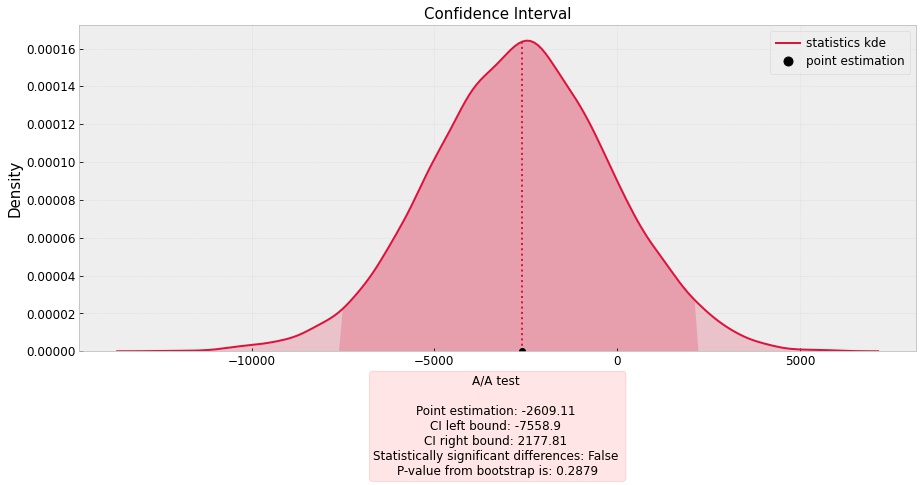 Confidence Interval
statistics kde
point estimation
Density
0.00016
0.00014
0.00012
0.00010
0.00008
0.00006
0.00004
0.00002
0.00000
−10000 −5000 0 5000
A/A test
Point estimation: -2609.11
CI left bound: -7558.9
CI right bound: 2177.81
Statistically significant differences: False
P-value from bootstrap is: 0.2879